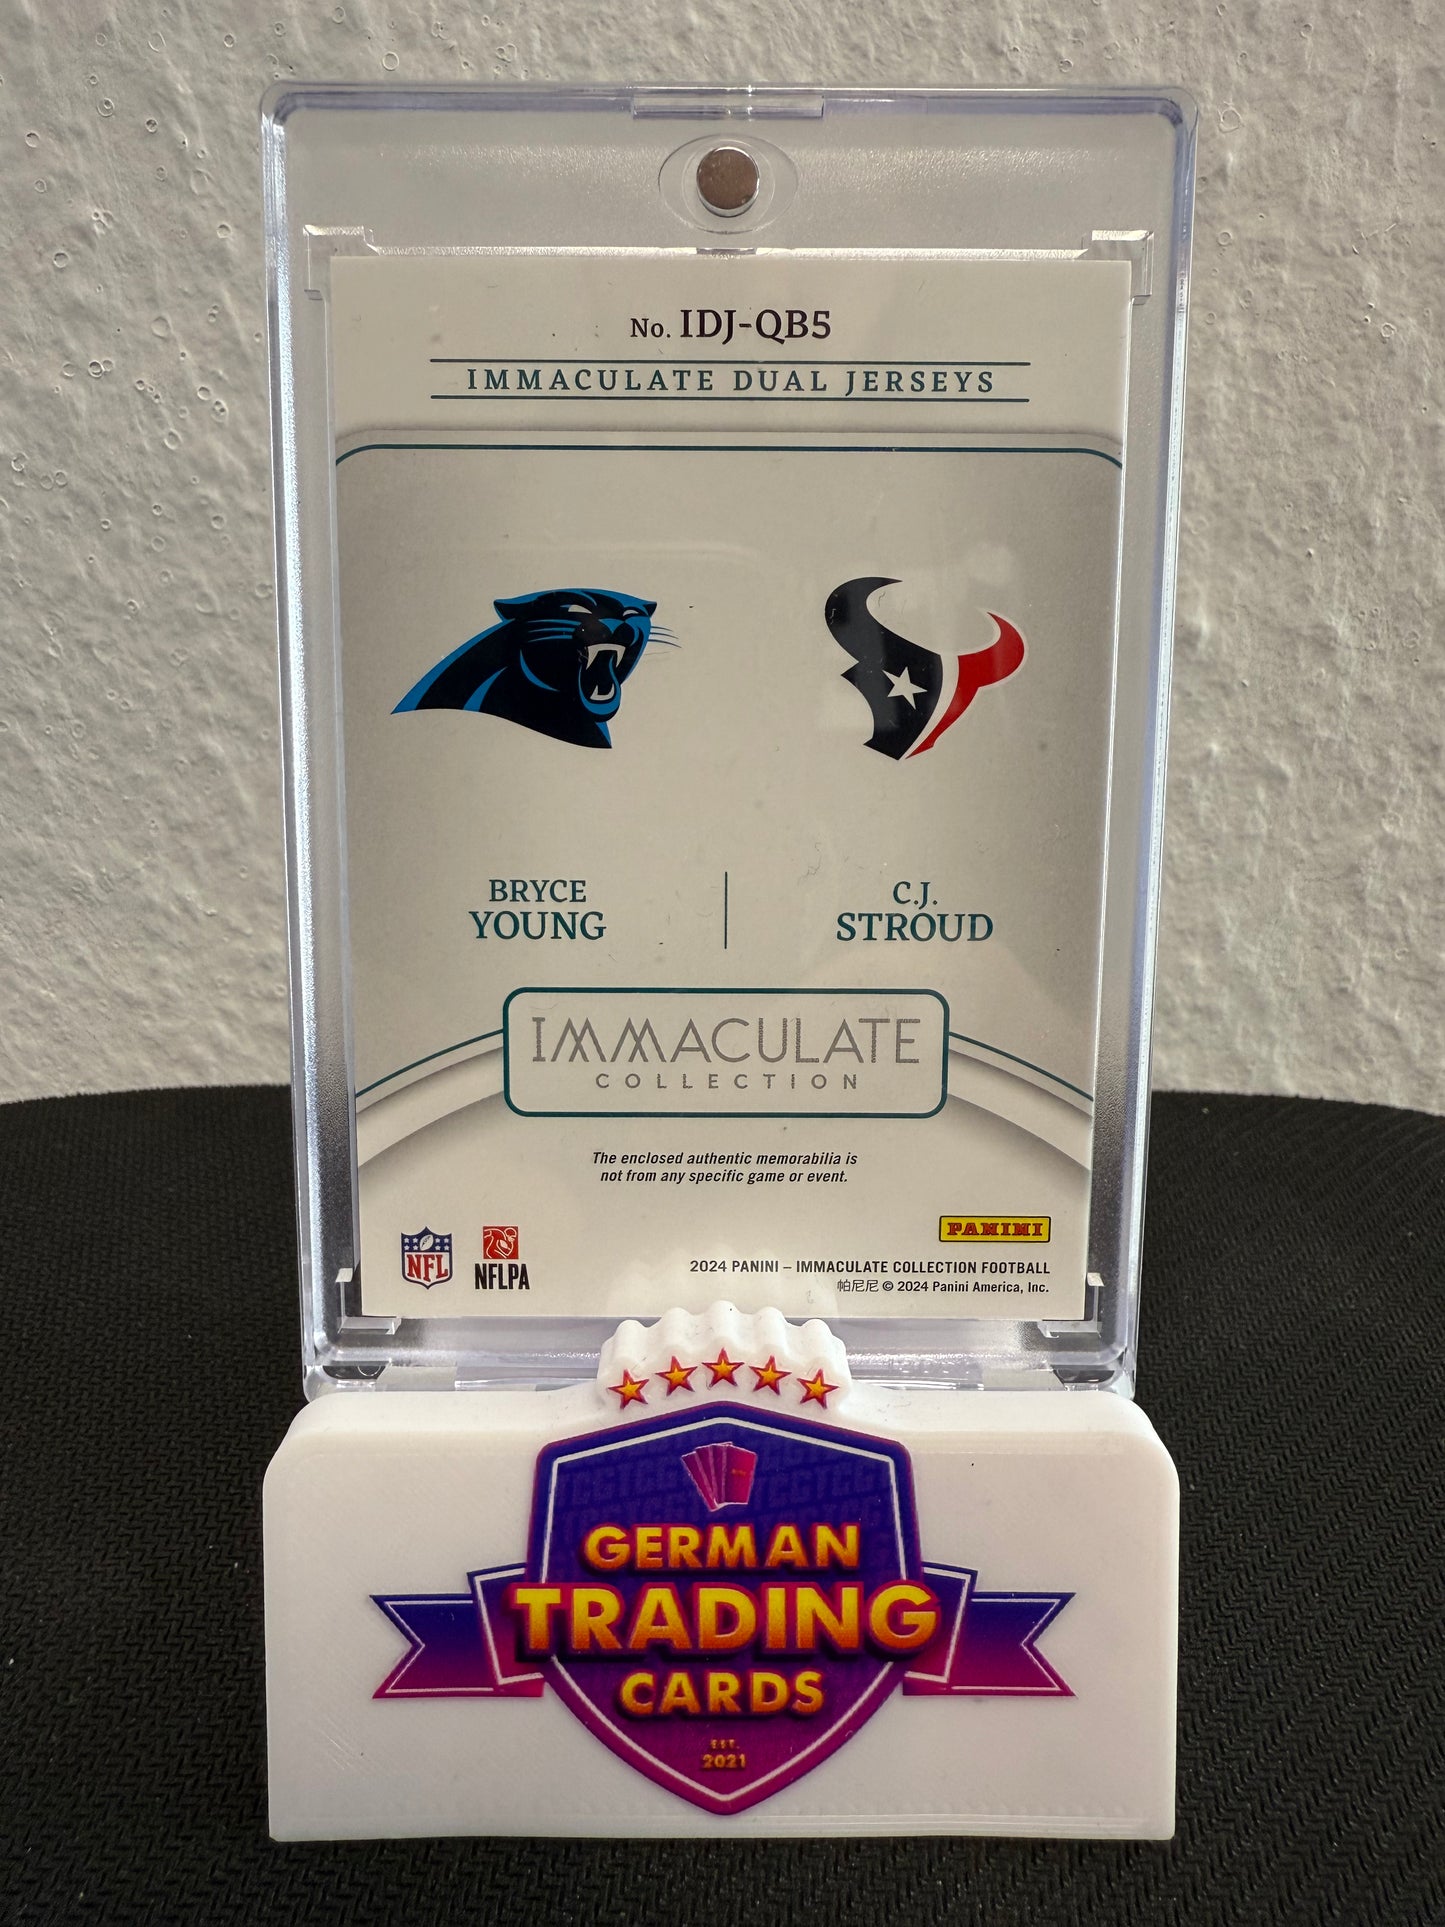 No. IDJ-QB5
IMMACULATE DUAL JERSEYS
BRYCE
YOUNG
C.J.
STROUD
IMMACULATE
COLLECTION
The enclosed authentic memorabilia is
not from any specific game or event.
NFL
NFLPA
PANINI
2024 PANINI – IMMACULATE COLLECTION FOOTBALL
帕尼尼 © 2024 Panini America, Inc.
GERMAN
TRADING
CARDS
EST.
2021